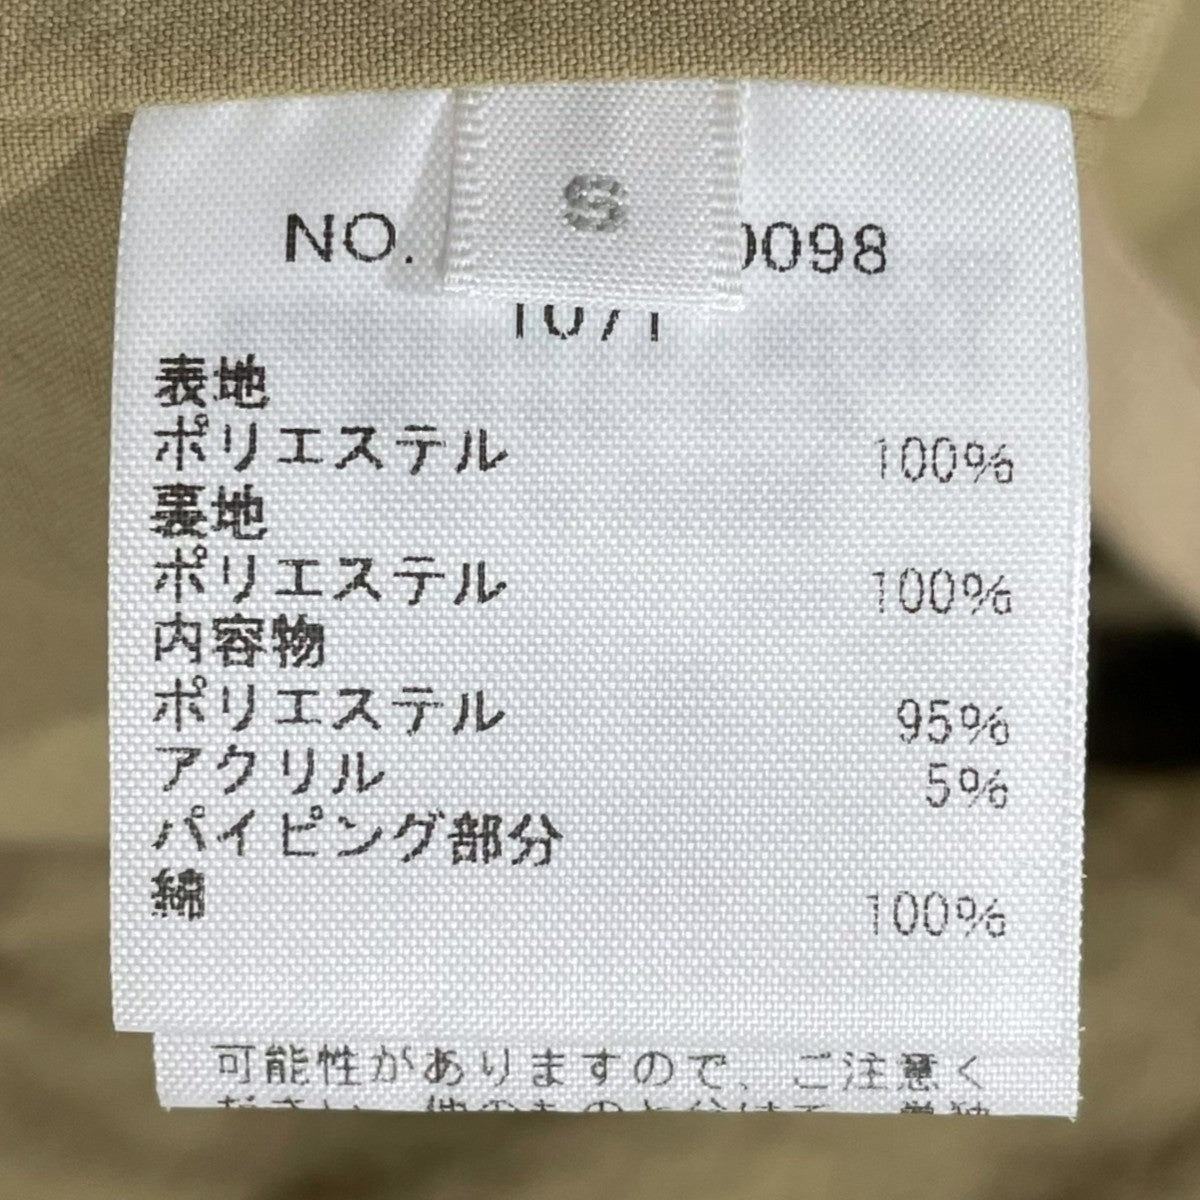 S
NO. 0098
1071
表地
ポリエステル 100%
裏地
ポリエステル 100%
内容物
ポリエステル 95%
アクリル 5%
パイピング部分
綿 100%
可能性がありますので、ご注意く